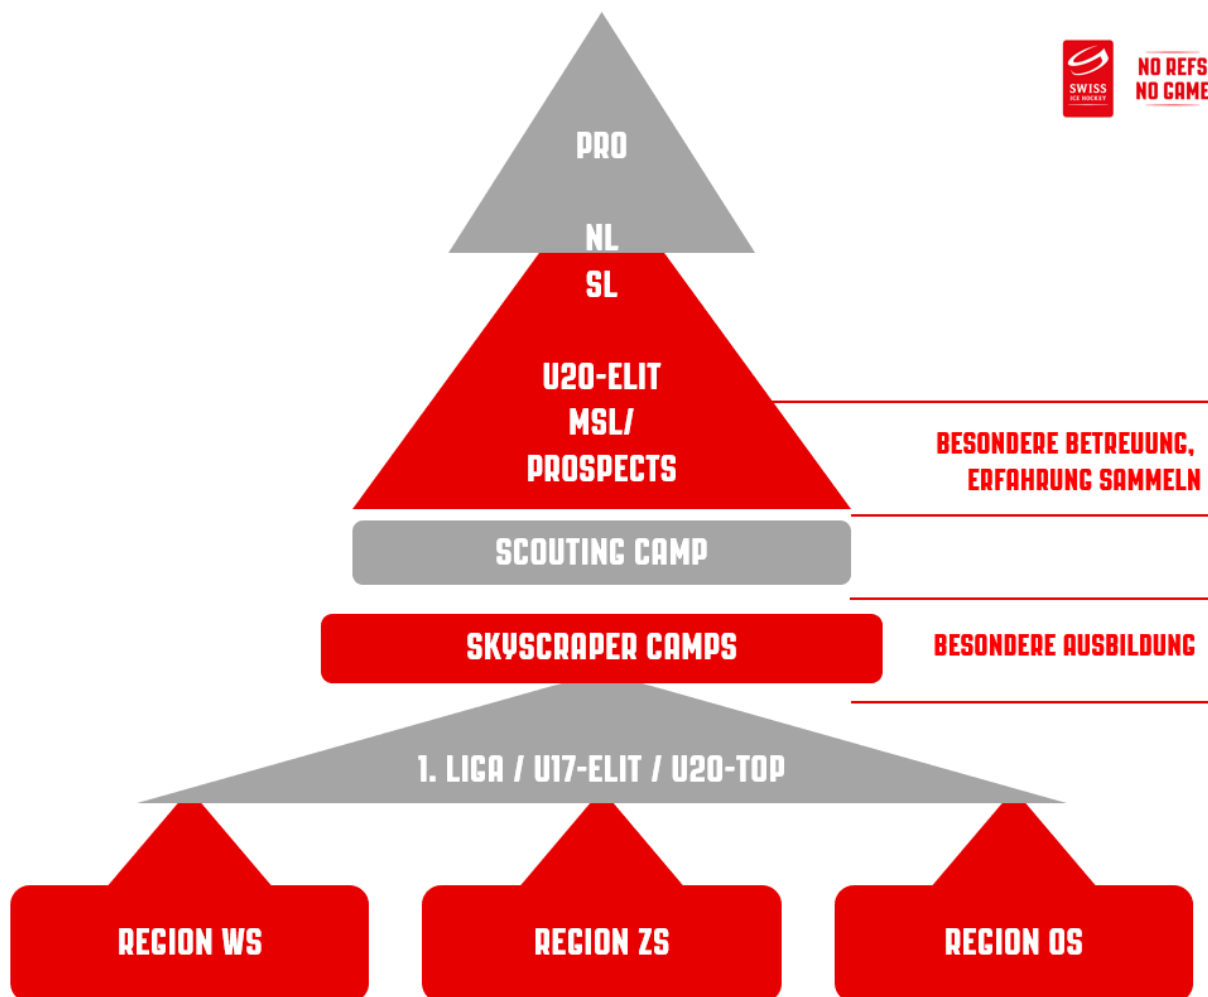 SWISS
ICE HOCKEY
NO REFS
NO GAME
PRO
NL
SL
U20-ELIT
MSL/
PROSPECTS
BESONDERE BETREUUNG,
ERFAHRUNG SAMMELN
SCOUTING CAMP
SKYSCRAPER CAMPS
BESONDERE AUSBILDUNG
1. LIGA / U17-ELIT / U20-TOP
REGION WS
REGION ZS
REGION OS